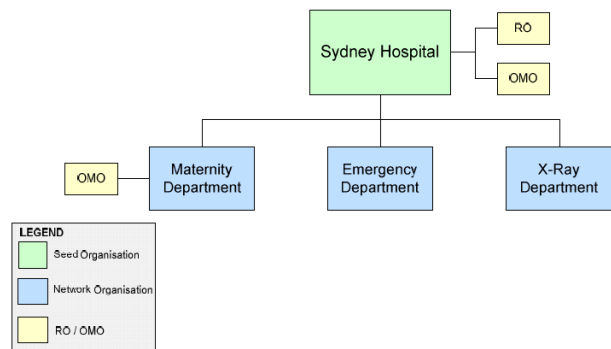 RO
Sydney Hospital
OMO
OMO
Maternity
Department
Emergency
Department
X-Ray
Department
LEGEND
Seed Organisation
Network Organisation
RO / OMO